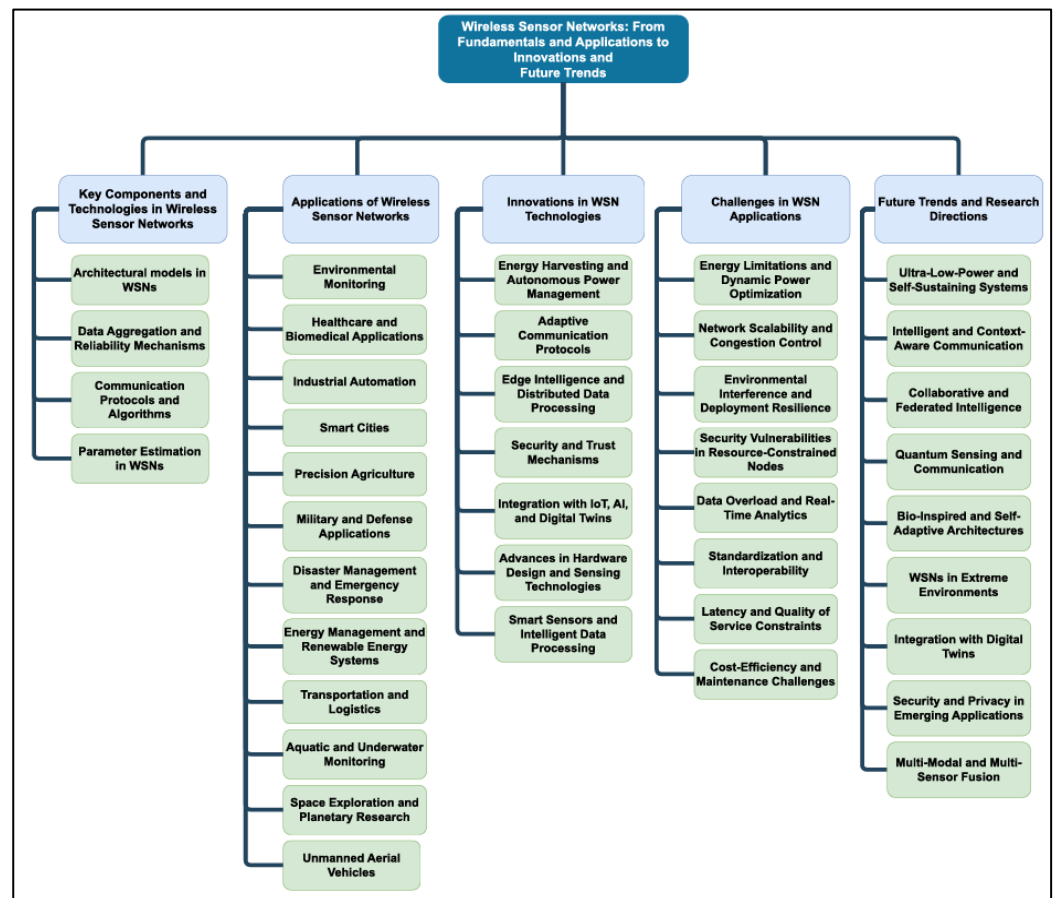 Wireless Sensor Networks: From
Fundamentals and Applications to
Innovations and
Future Trends
Key Components and
Technologies in Wireless
Sensor Networks
Architectural models in
WSNs
Data Aggregation and
Reliability Mechanisms
Communication
Protocols and
Algorithms
Parameter Estimation
in WSNs
Applications of Wireless
Sensor Networks
Environmental
Monitoring
Healthcare and
Biomedical Applications
Industrial Automation
Smart Cities
Precision Agriculture
Military and Defense
Applications
Disaster Management
and Emergency
Response
Energy Management and
Renewable Energy
Systems
Transportation and
Logistics
Aquatic and Underwater
Monitoring
Space Exploration and
Planetary Research
Unmanned Aerial
Vehicles
Innovations in WSN
Technologies
Energy Harvesting and
Autonomous Power
Management
Adaptive
Communication
Protocols
Edge Intelligence and
Distributed Data
Processing
Security and Trust
Mechanisms
Integration with IoT, AI,
and Digital Twins
Advances in Hardware
Design and Sensing
Technologies
Smart Sensors and
Intelligent Data
Processing
Challenges in WSN
Applications
Energy Limitations and
Dynamic Power
Optimization
Network Scalability and
Congestion Control
Environmental
Interference and
Deployment Resilience
Security Vulnerabilities
in Resource-Constrained
Nodes
Data Overload and Real-
Time Analytics
Standardization and
Interoperability
Latency and Quality of
Service Constraints
Cost-Efficiency and
Maintenance Challenges
Future Trends and Research
Directions
Ultra-Low-Power and
Self-Sustaining Systems
Intelligent and Context-
Aware Communication
Collaborative and
Federated Intelligence
Quantum Sensing and
Communication
Bio-Inspired and Self-
Adaptive Architectures
WSNs in Extreme
Environments
Integration with Digital
Twins
Security and Privacy in
Emerging Applications
Multi-Modal and Multi-
Sensor Fusion